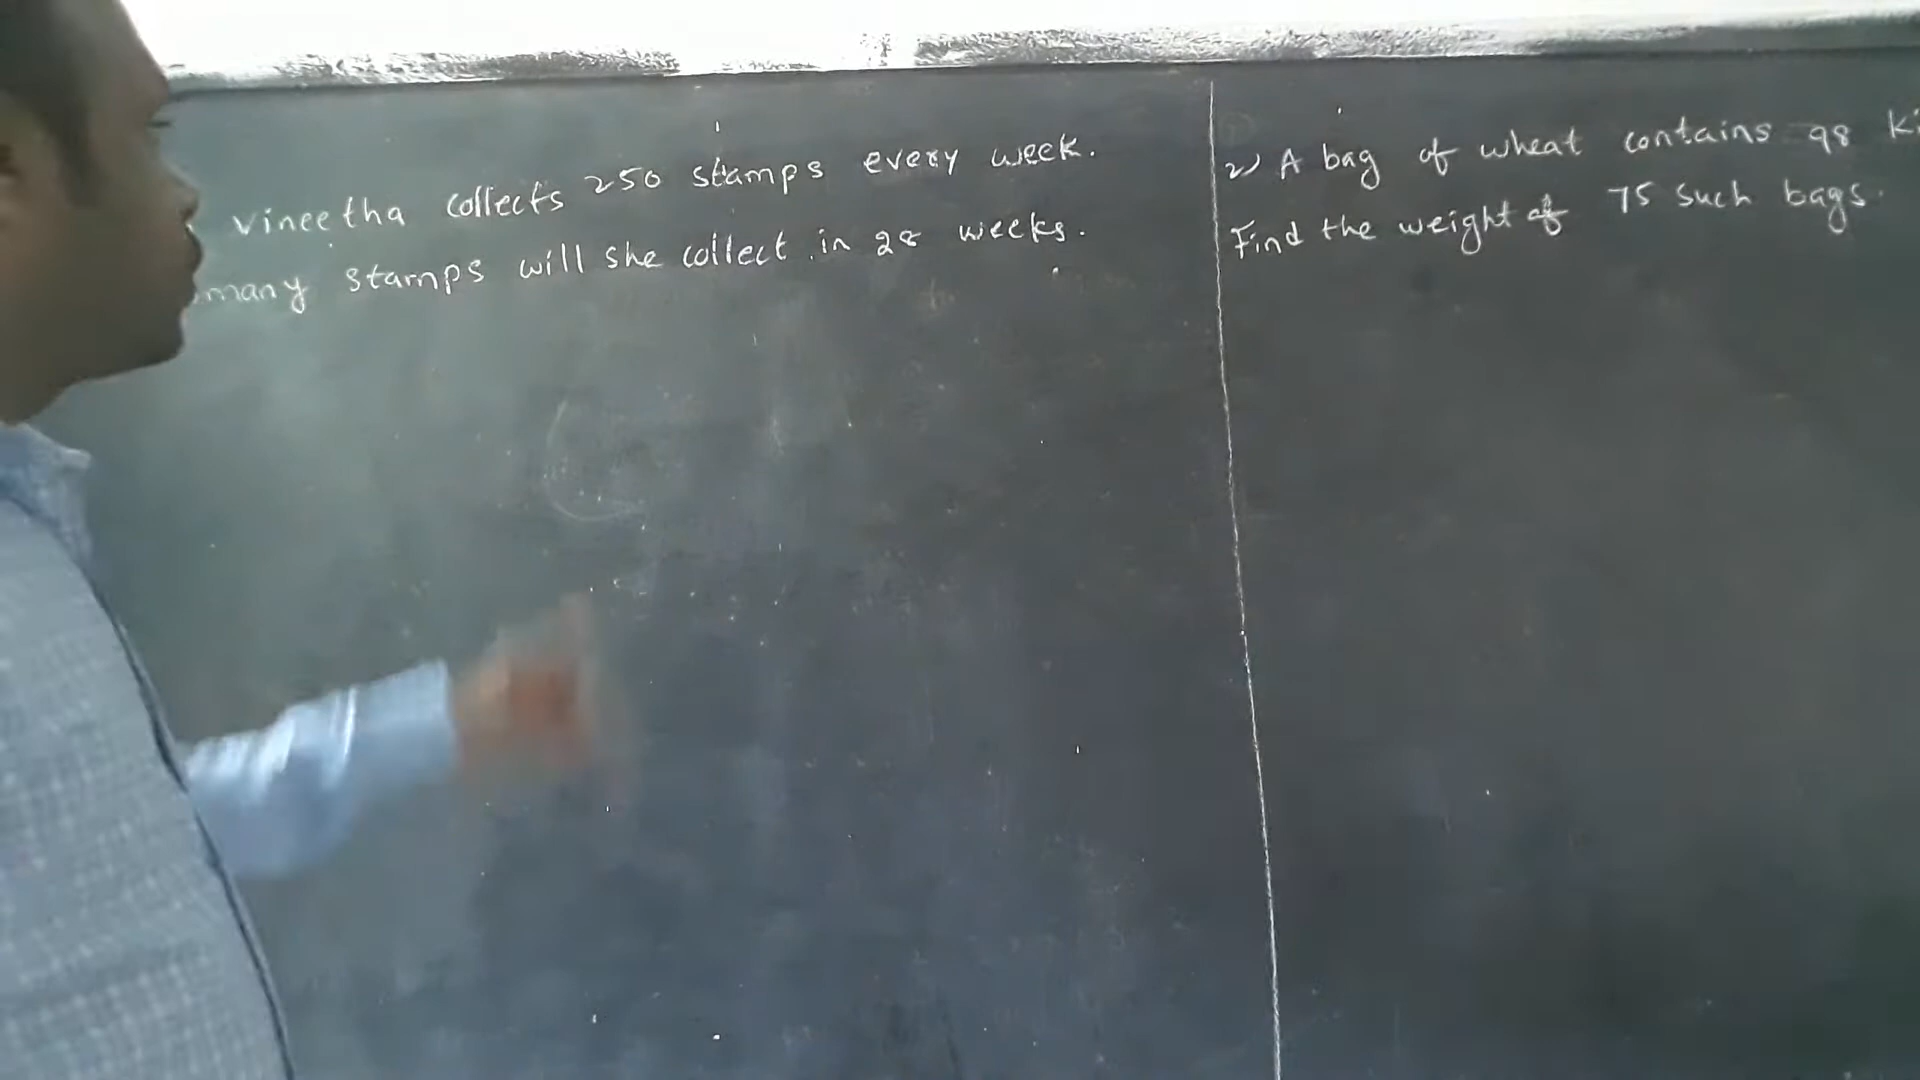 vineetha collects 250 stamps every week.
many stamps will she collect in 28 weeks.
2) A bag of wheat contains 98 Ki
Find the weight of 75 such bags.